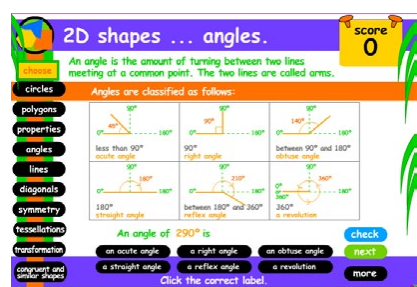 2D shapes ... angles.
score
0
An angle is the amount of turning between two lines
meeting at a common point. The two lines are called arms.
choose
circles
polygons
properties
angles
lines
diagonals
symmetry
tessellations
transformation
congruent and
similar shapes
Angles are classified as follows:
90°
45°
0°
180°
less than 90°
acute angle
90°
90°
0°
180°
90°
right angle
90°
140°
0°
180°
between 90° and 180°
obtuse angle
90°
180°
0°
180°
180°
straight angle
90°
210°
0°
180°
between 180° and 360°
reflex angle
90°
360°
0°
360°
180°
360°
a revolution
An angle of 290° is
check
an acute angle
a right angle
an obtuse angle
next
a straight angle
a reflex angle
a revolution
more
Click the correct label.